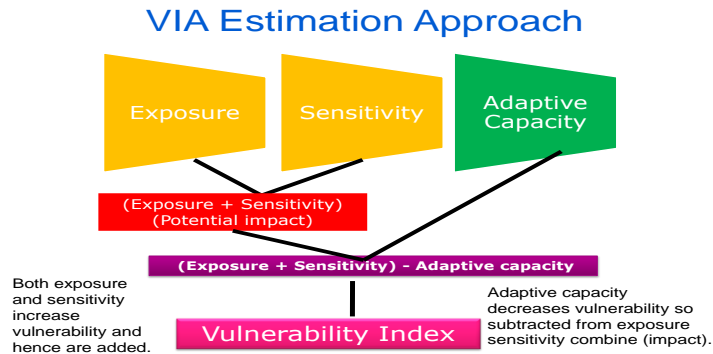 VIA Estimation Approach
Exposure
Sensitivity
Adaptive
Capacity
(Exposure + Sensitivity)
(Potential impact)
(Exposure + Sensitivity) - Adaptive capacity
Both exposure
and sensitivity
increase
vulnerability and
hence are added.
Vulnerability Index
Adaptive capacity
decreases vulnerability so
subtracted from exposure
sensitivity combine (impact).